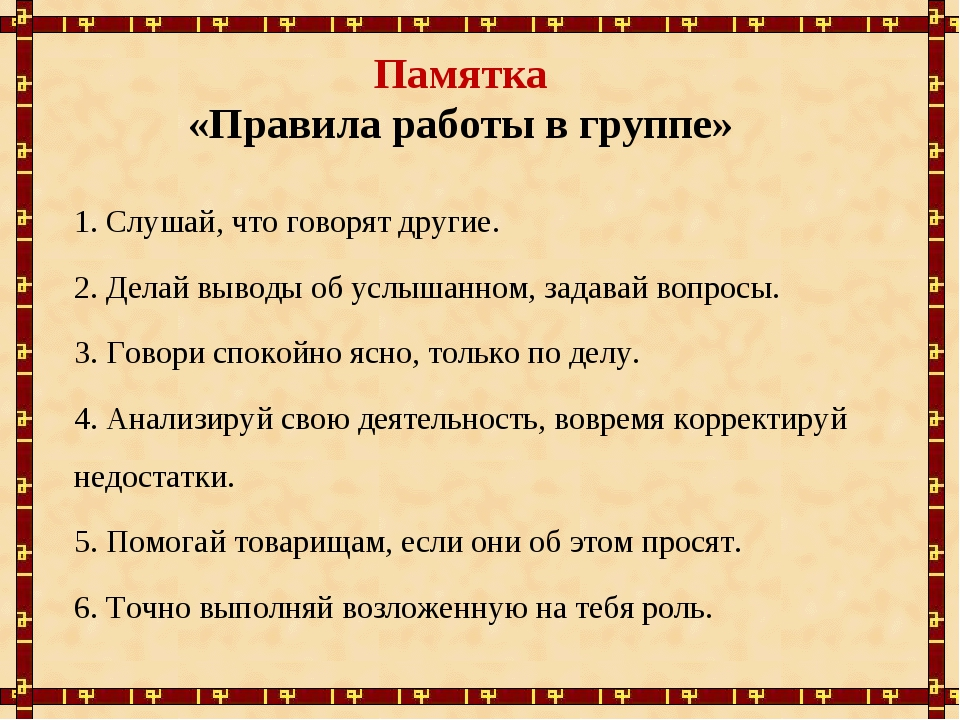 Памятка
«Правила работы в группе»
1. Слушай, что говорят другие.
2. Делай выводы об услышанном, задавай вопросы.
3. Говори спокойно ясно, только по делу.
4. Анализируй свою деятельность, вовремя корректируй
недостатки.
5. Помогай товарищам, если они об этом просят.
6. Точно выполняй возложенную на тебя роль.